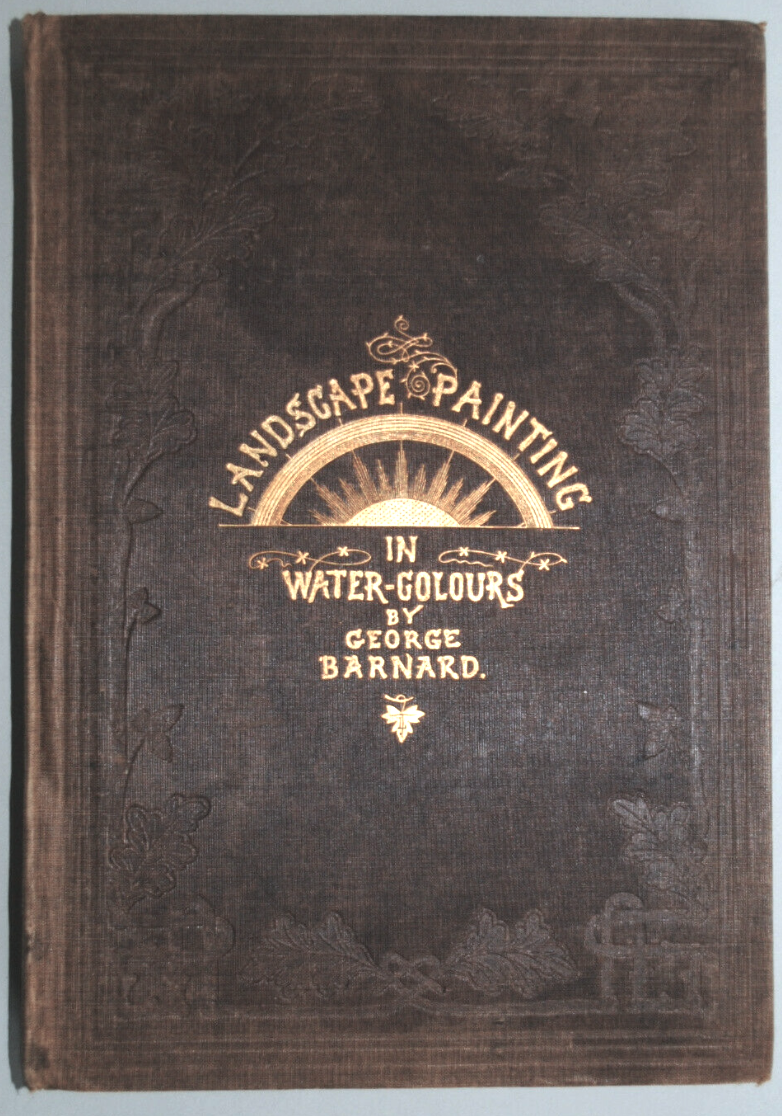 LANDSCAPE PAINTING
IN
WATER-COLOURS
BY
GEORGE
BARNARD.